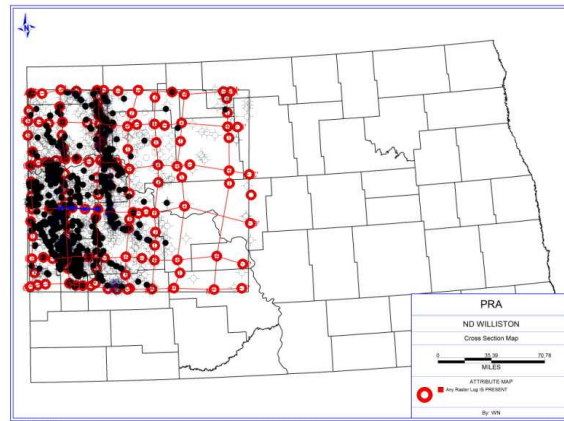 N
PRA
ND WILLISTON
Cross Section Map
0 35.39 70.78
MILES
ATTRIBUTE MAP
Any Raster Log IS PRESENT
By: WN